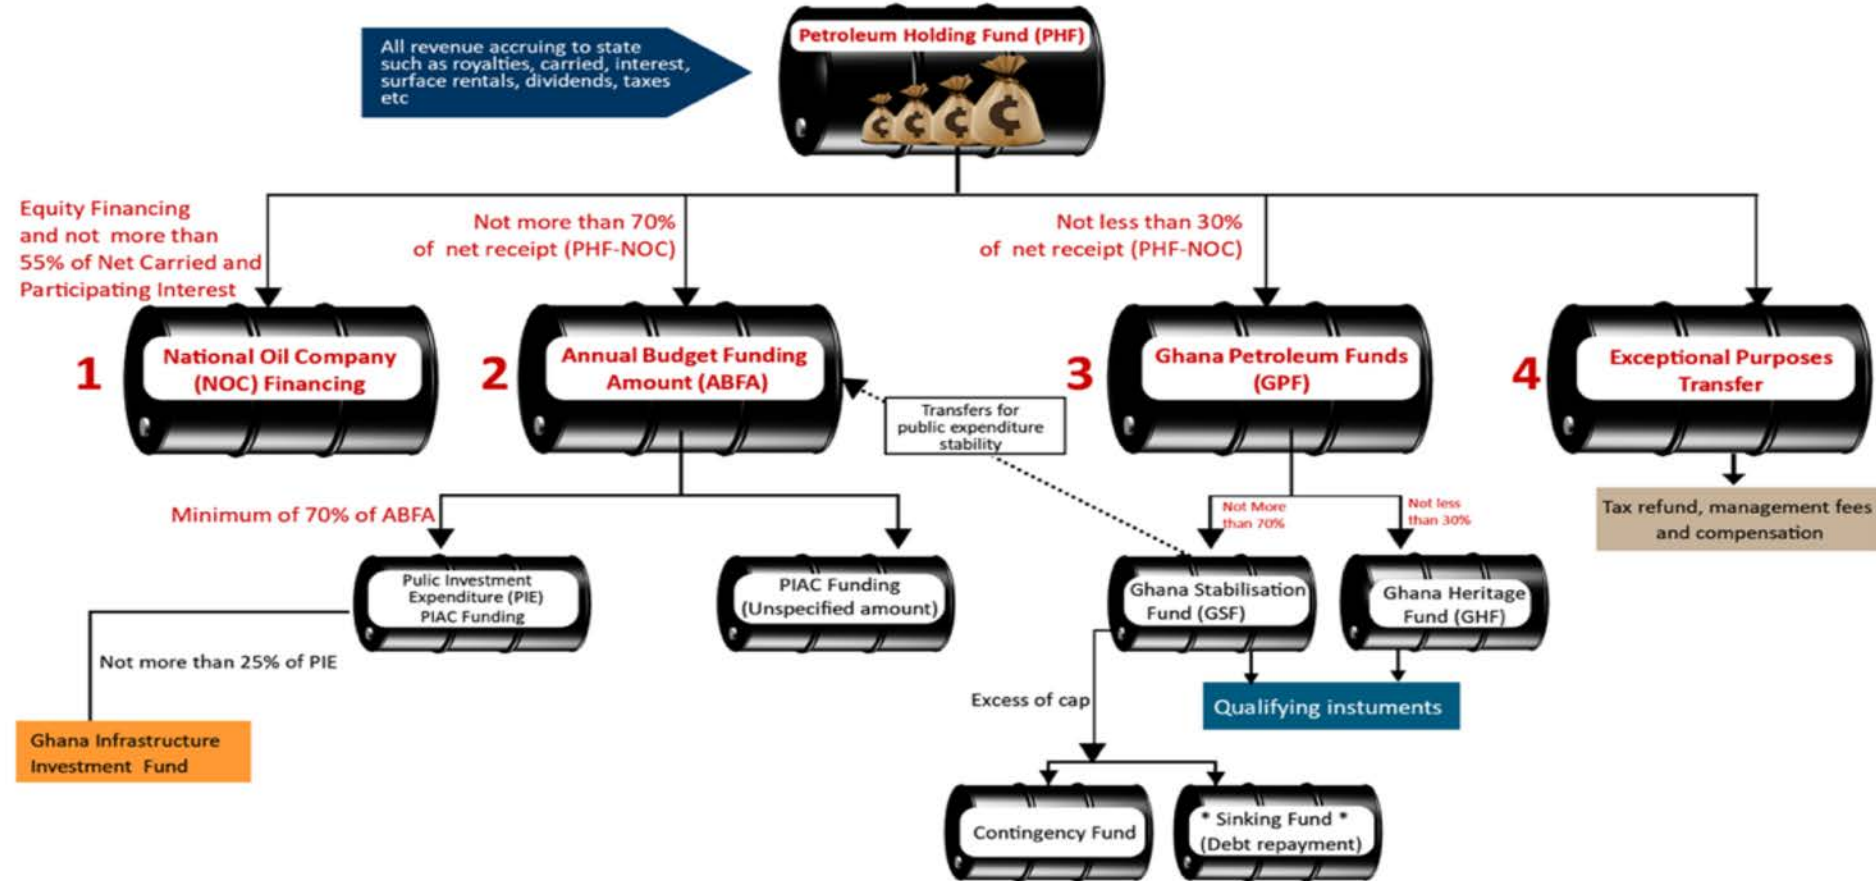 All revenue accruing to state
such as royalties, carried, interest,
surface rentals, dividends, taxes
etc
Petroleum Holding Fund (PHF)
¢ ¢ ¢ ¢
Equity Financing
and not more than
55% of Net Carried and
Participating Interest
Not more than 70%
of net receipt (PHF-NOC)
Not less than 30%
of net receipt (PHF-NOC)
1
National Oil Company
(NOC) Financing
2
Annual Budget Funding
Amount (ABFA)
Transfers for
public expenditure
stability
3
Ghana Petroleum Funds
(GPF)
4
Exceptional Purposes
Transfer
Minimum of 70% of ABFA
Not More
than 70%
Not less
than 30%
Tax refund, management fees
and compensation
Pulic Investment
Expenditure (PIE)
PIAC Funding
PIAC Funding
(Unspecified amount)
Ghana Stabilisation
Fund (GSF)
Ghana Heritage
Fund (GHF)
Not more than 25% of PIE
Excess of cap
Qualifying instuments
Ghana Infrastructure
Investment Fund
Contingency Fund
* Sinking Fund *
(Debt repayment)